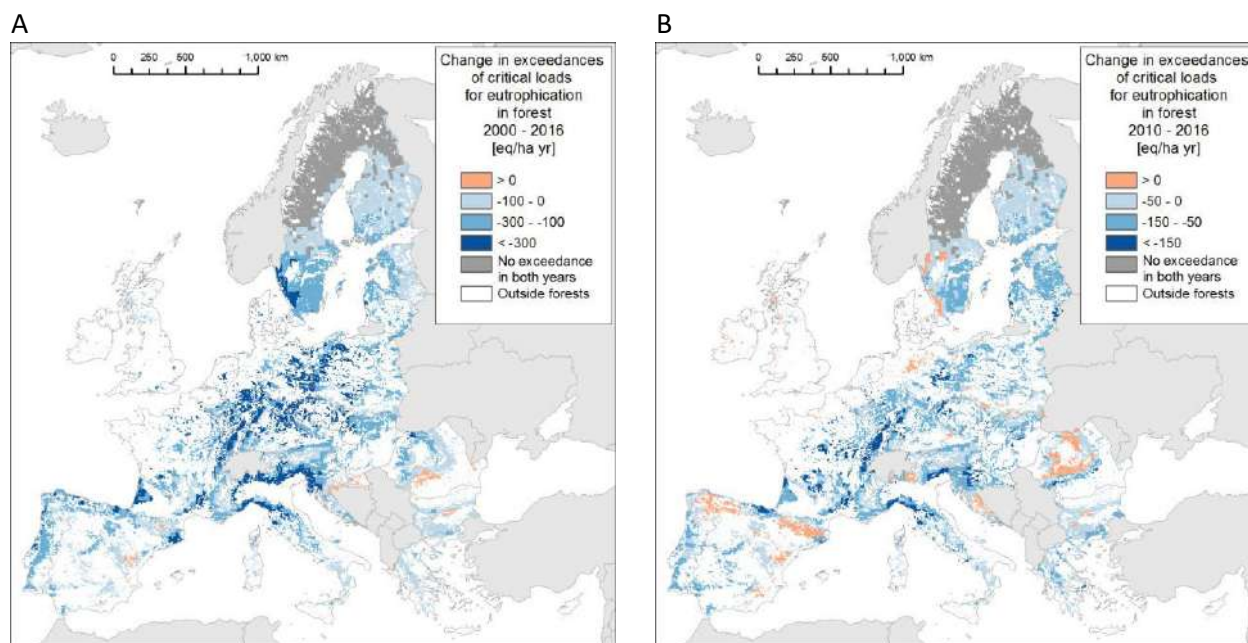 A
0 250 500 1,000 km
Change in exceedances
of critical loads
for eutrophication
in forest
2000 - 2016
[eq/ha yr]
> 0
-100 - 0
-300 - -100
< -300
No exceedance
in both years
Outside forests
B
0 250 500 1,000 km
Change in exceedances
of critical loads
for eutrophication
in forest
2010 - 2016
[eq/ha yr]
> 0
-50 - 0
-150 - -50
< -150
No exceedance
in both years
Outside forests